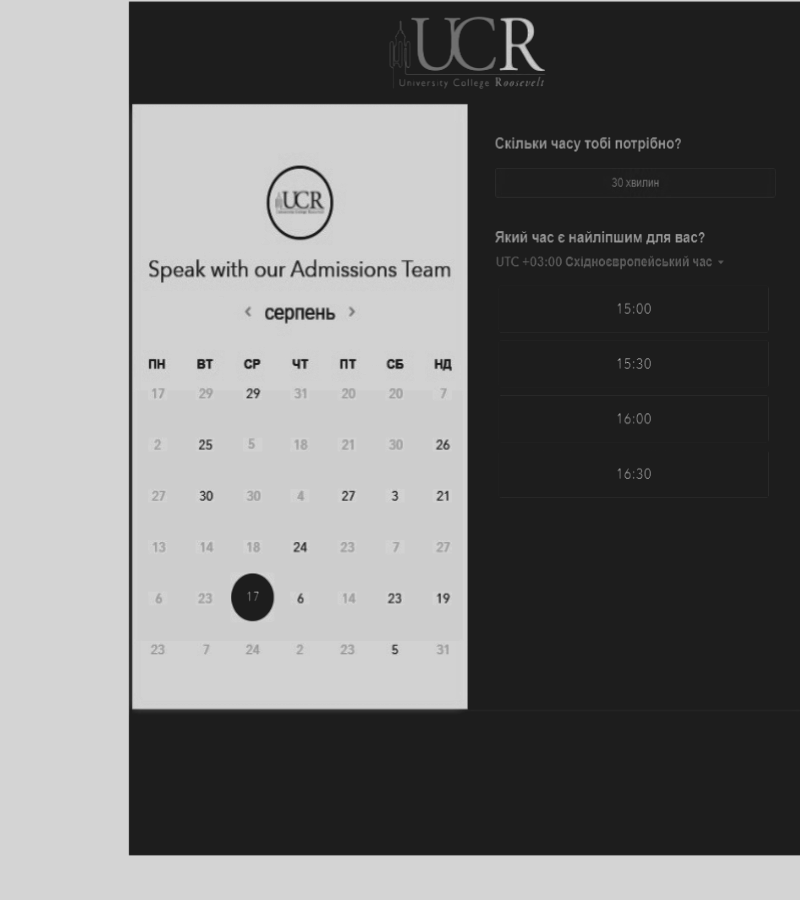 UCR
University College Roosevelt
UCR
Speak with our Admissions Team
‹ серпень ›
ПН ВТ СР ЧТ ПТ СБ НД
17 29 29 31 20 20 7
2 25 5 18 21 30 26
27 30 30 4 27 3 21
13 14 18 24 23 7 27
6 23 17 6 14 23 19
23 7 24 2 23 5 31
Скільки часу тобі потрібно?
30 хвилин
Який час є найліпшим для вас?
UTC +03:00 Східноєвропейський час
15:00
15:30
16:00
16:30